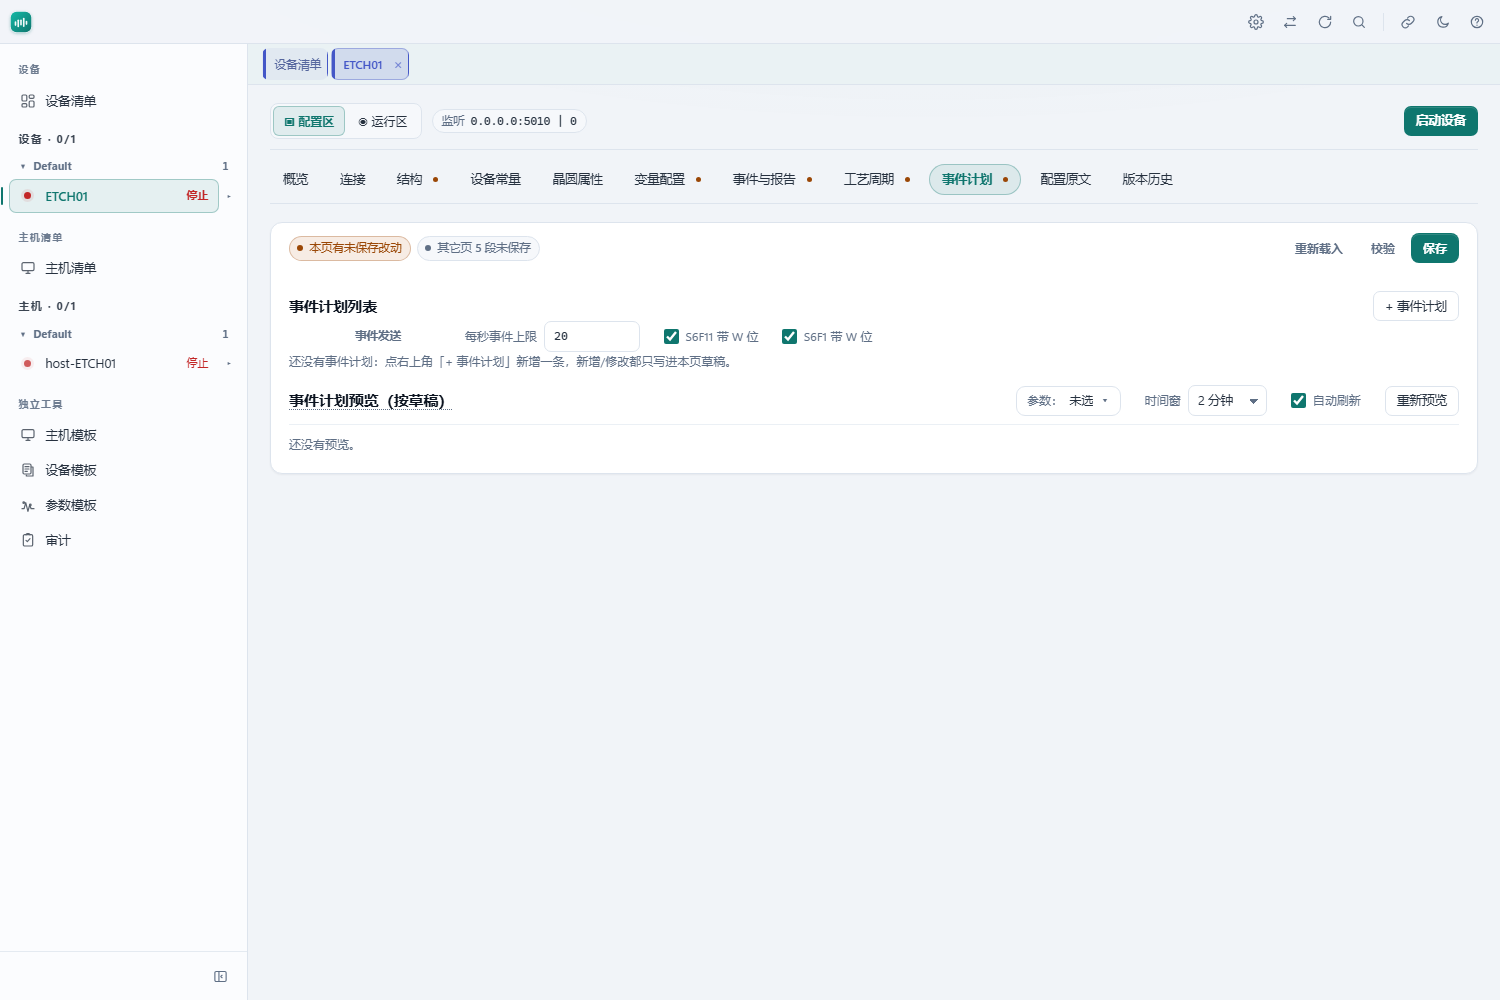 设备
设备清单
设备 · 0/1
Default 1
ETCH01 停止
主机清单
主机清单
主机 · 0/1
Default 1
host-ETCH01 停止
独立工具
主机模板
设备模板
参数模板
审计
设备清单 ETCH01 ×
配置区 运行区 监听 0.0.0.0:5010 | 0 启动设备
概览 连接 结构 设备常量 晶圆属性 变量配置 事件与报告 工艺周期 事件计划 配置原文 版本历史
本页有未保存改动 其它页 5 段未保存 重新载入 校验 保存
事件计划列表 + 事件计划
事件发送 每秒事件上限 20 S6F11 带 W 位 S6F1 带 W 位
还没有事件计划：点右上角「+ 事件计划」新增一条，新增/修改都只写进本页草稿。
事件计划预览（按草稿） 参数： 未选 时间窗 2 分钟 自动刷新 重新预览
还没有预览。